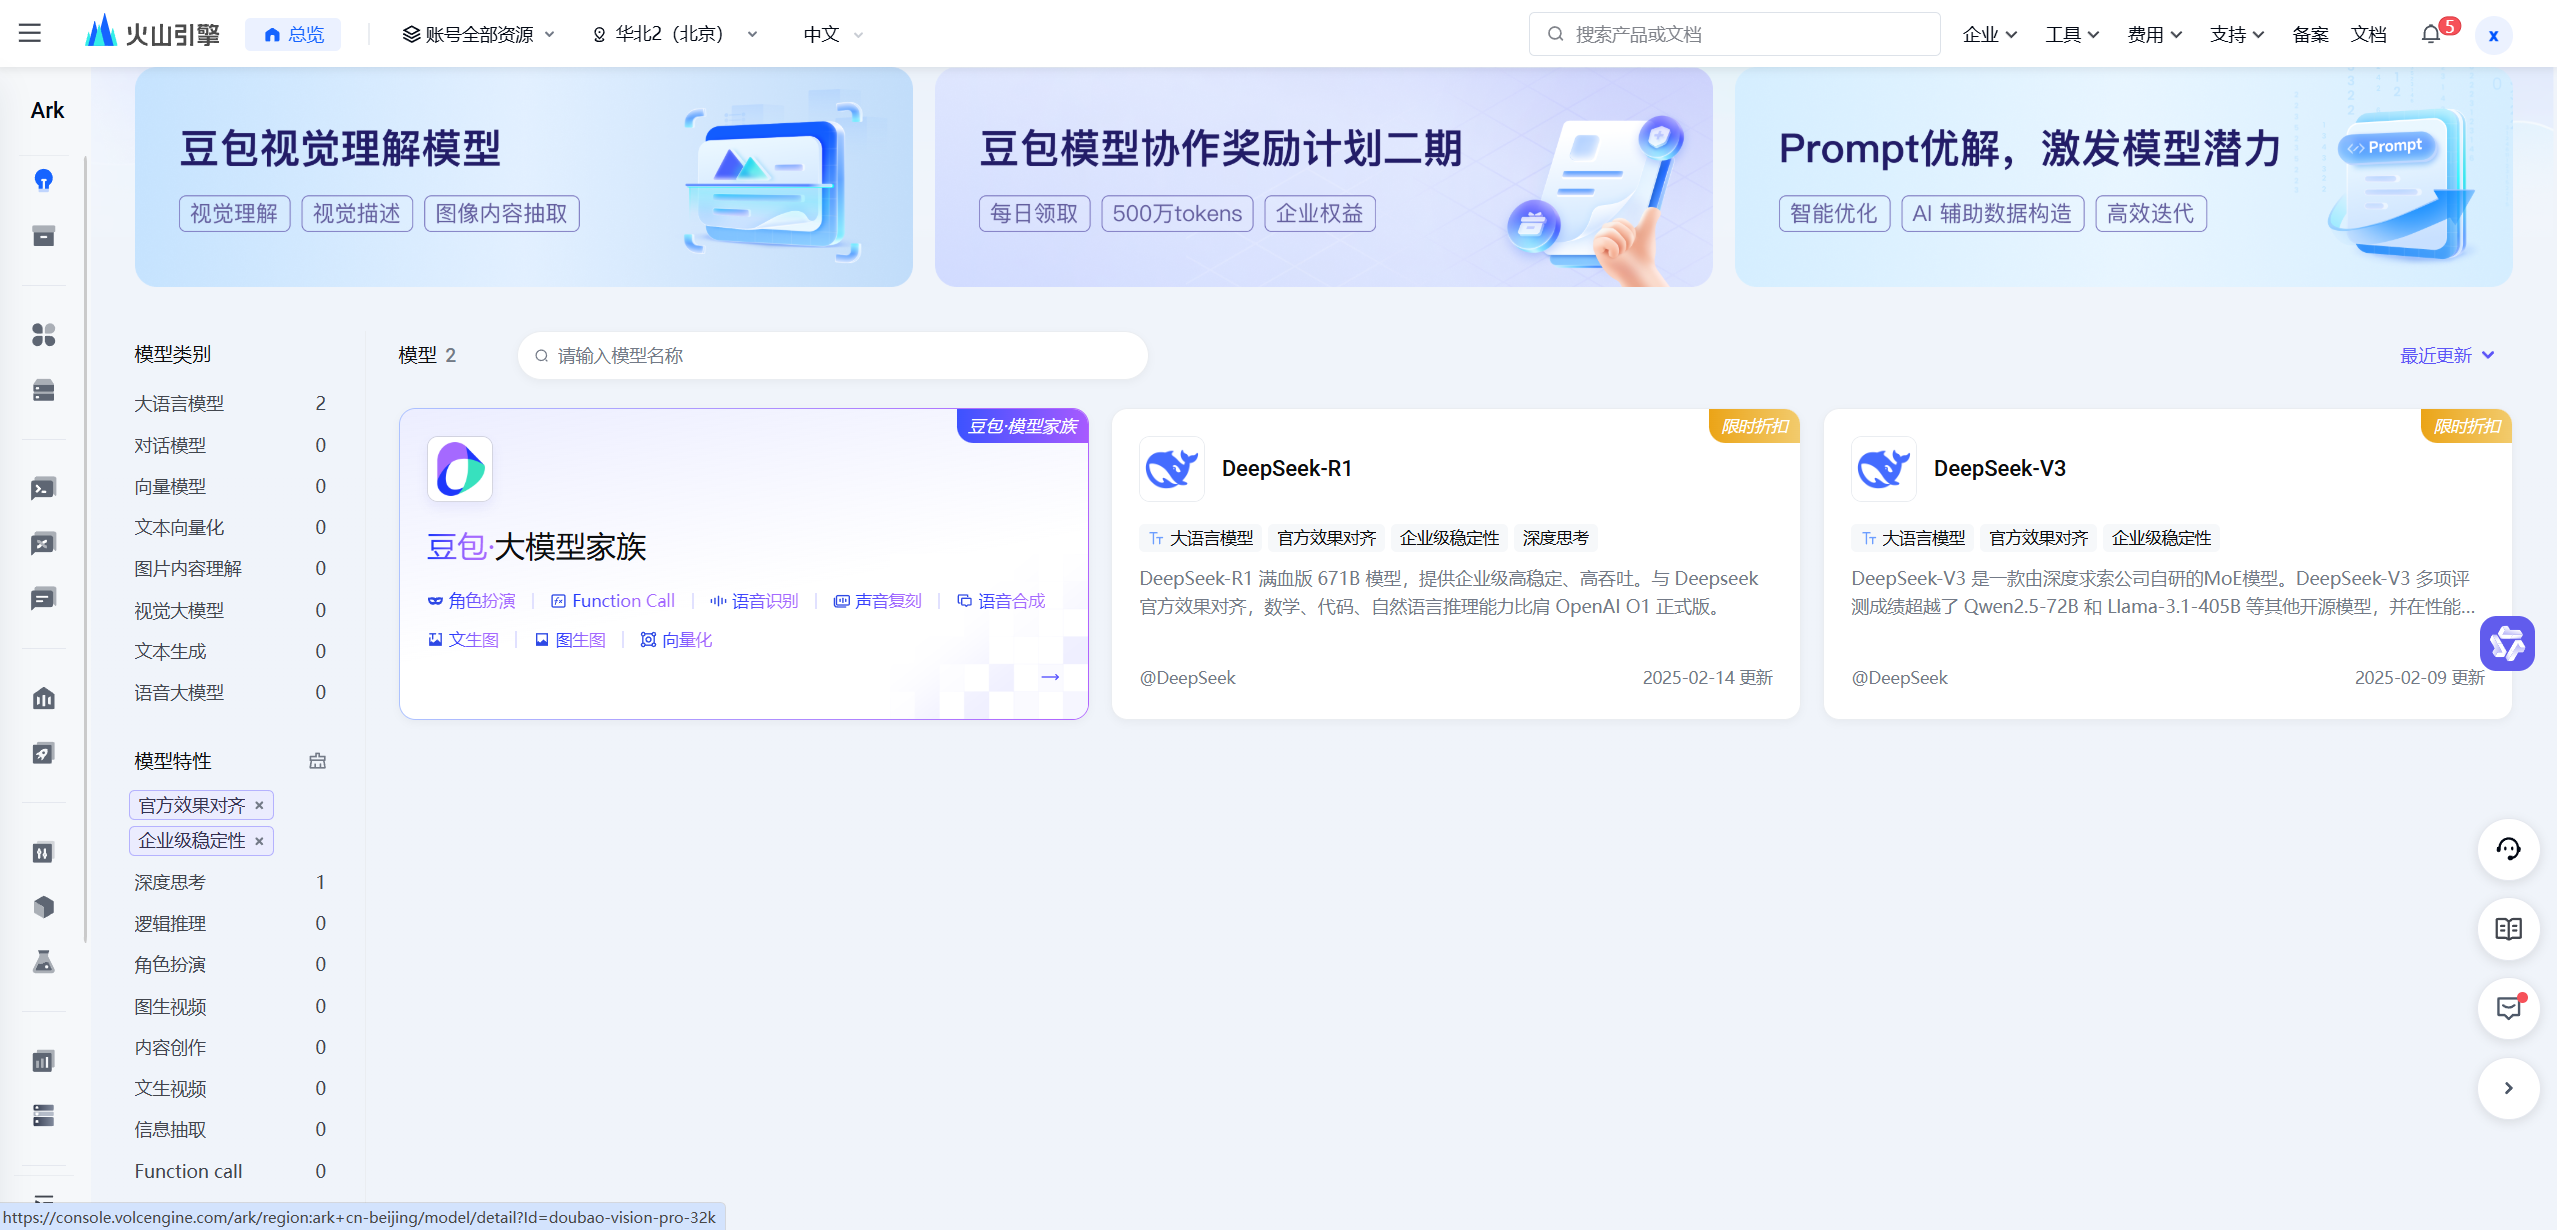 火山引擎
总览
账号全部资源
华北2（北京）
中文
搜索产品或文档
企业
工具
费用
支持
备案
文档
5
x
Ark
豆包视觉理解模型
视觉理解
视觉描述
图像内容抽取
豆包模型协作奖励计划二期
每日领取
500万tokens
企业权益
Prompt优解，激发模型潜力
智能优化
AI 辅助数据构造
高效迭代
<> Prompt
模型类别
大语言模型 2
对话模型 0
向量模型 0
文本向量化 0
图片内容理解 0
视觉大模型 0
文本生成 0
语音大模型 0
模型特性
官方效果对齐 ×
企业级稳定性 ×
深度思考 1
逻辑推理 0
角色扮演 0
图生视频 0
内容创作 0
文生视频 0
信息抽取 0
Function call 0
模型 2
请输入模型名称
最近更新
豆包·模型家族
豆包·大模型家族
角色扮演 | Function Call | 语音识别 | 声音复刻 | 语音合成
文生图 | 图生图 | 向量化
限时折扣
DeepSeek-R1
大语言模型 官方效果对齐 企业级稳定性 深度思考
DeepSeek-R1 满血版 671B 模型，提供企业级高稳定、高吞吐。与 Deepseek
官方效果对齐，数学、代码、自然语言推理能力比肩 OpenAI O1 正式版。
@DeepSeek
2025-02-14 更新
限时折扣
DeepSeek-V3
大语言模型 官方效果对齐 企业级稳定性
DeepSeek-V3 是一款由深度求索公司自研的MoE模型。DeepSeek-V3 多项评
测成绩超越了 Qwen2.5-72B 和 Llama-3.1-405B 等其他开源模型，并在性能...
@DeepSeek
2025-02-09 更新
https://console.volcengine.com/ark/region:ark+cn-beijing/model/detail?Id=doubao-vision-pro-32k